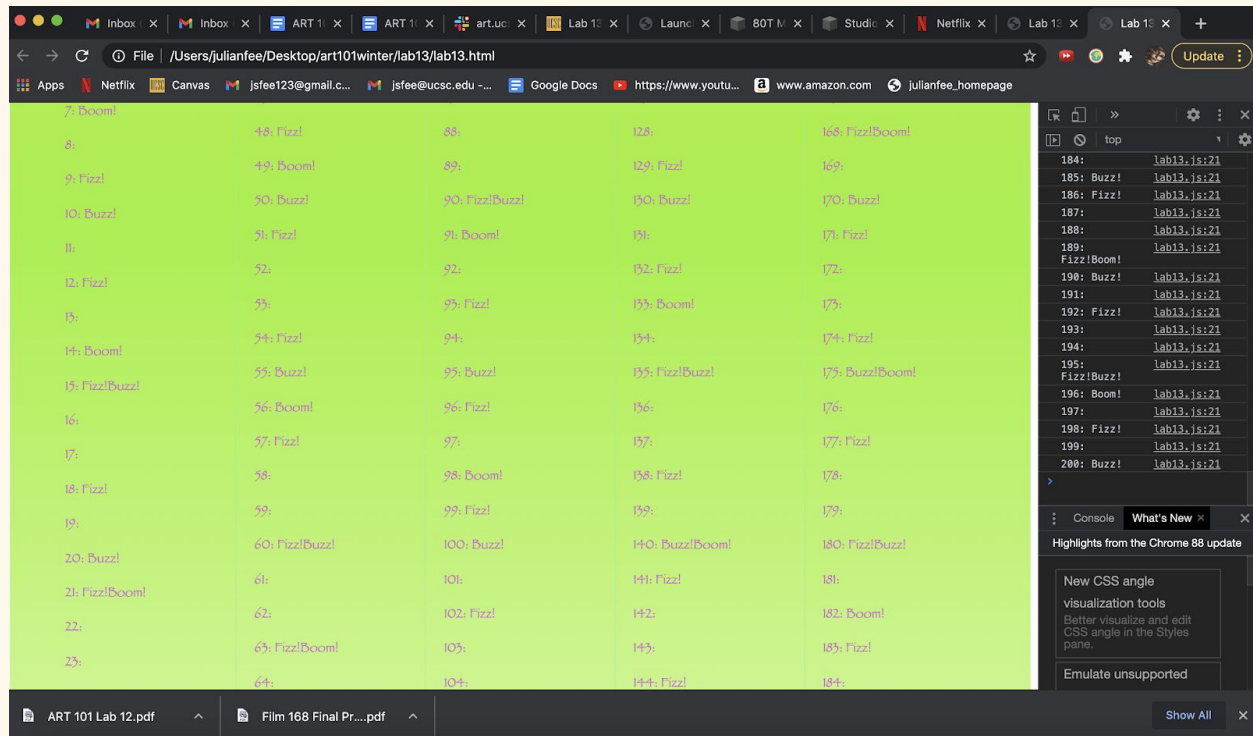 Inbox
Inbox
ART 1
ART 1
art.uc
Lab 13
Launc
80T M
Studio
Netflix
Lab 13
Lab 13
File | /Users/julianfee/Desktop/art101winter/lab13/lab13.html
Update
Apps
Netflix
Canvas
jsfee123@gmail.c...
jsfee@ucsc.edu -...
Google Docs
https://www.youtu...
www.amazon.com
julianfee_homepage
7: Boom!
8:
9: Fizz!
10: Buzz!
11:
12: Fizz!
13:
14: Boom!
15: Fizz!Buzz!
16:
17:
18: Fizz!
19:
20: Buzz!
21: Fizz!Boom!
22:
23:
48: Fizz!
49: Boom!
50: Buzz!
51: Fizz!
52:
53:
54: Fizz!
55: Buzz!
56: Boom!
57: Fizz!
58:
59:
60: Fizz!Buzz!
61:
62:
63: Fizz!Boom!
64:
88:
89:
90: Fizz!Buzz!
91: Boom!
92:
93: Fizz!
94:
95: Buzz!
96: Fizz!
97:
98: Boom!
99: Fizz!
100: Buzz!
101:
102: Fizz!
103:
104:
128:
129: Fizz!
130: Buzz!
131:
132: Fizz!
133: Boom!
134:
135: Fizz!Buzz!
136:
137:
138: Fizz!
139:
140: Buzz!Boom!
141: Fizz!
142:
143:
144: Fizz!
168: Fizz!Boom!
169:
170: Buzz!
171: Fizz!
172:
173:
174: Fizz!
175: Buzz!Boom!
176:
177: Fizz!
178:
179:
180: Fizz!Buzz!
181:
182: Boom!
183: Fizz!
184:
top
184: lab13.js:21
185: Buzz! lab13.js:21
186: Fizz! lab13.js:21
187: lab13.js:21
188: lab13.js:21
189: lab13.js:21
Fizz!Boom!
190: Buzz! lab13.js:21
191: lab13.js:21
192: Fizz! lab13.js:21
193: lab13.js:21
194: lab13.js:21
195: lab13.js:21
Fizz!Buzz!
196: Boom! lab13.js:21
197: lab13.js:21
198: Fizz! lab13.js:21
199: lab13.js:21
200: Buzz! lab13.js:21
Console What's New
Highlights from the Chrome 88 update
New CSS angle
visualization tools
Better visualize and edit
CSS angle in the Styles
pane.
Emulate unsupported
ART 101 Lab 12.pdf
Film 168 Final Pr....pdf
Show All